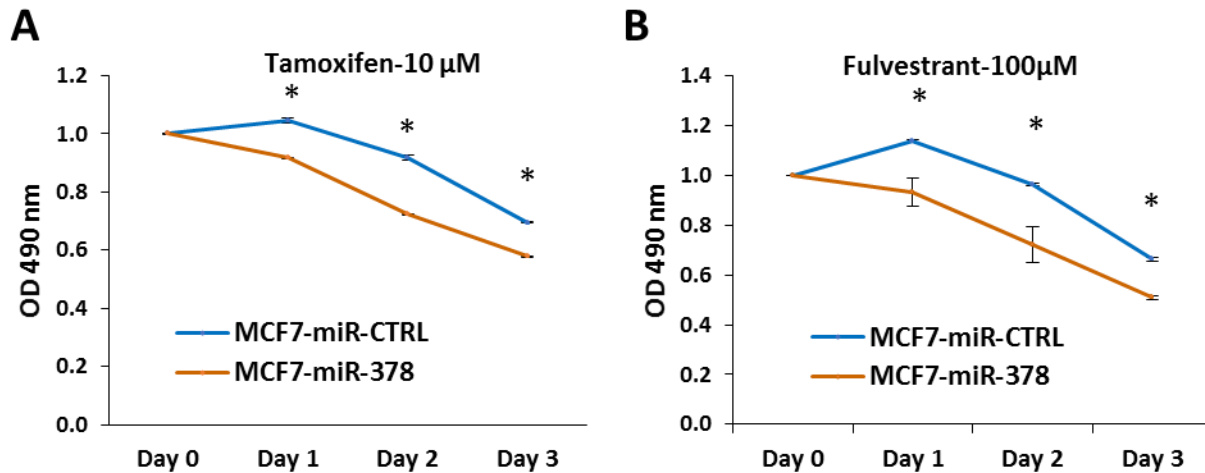 A
Tamoxifen-10 µM
OD 490 nm
1.2
1.0
0.8
0.6
0.4
0.2
0.0
*
*
*
MCF7-miR-CTRL
MCF7-miR-378
Day 0 Day 1 Day 2 Day 3
B
Fulvestrant-100µM
OD 490 nm
1.4
1.2
1.0
0.8
0.6
0.4
0.2
0.0
*
*
*
MCF7-miR-CTRL
MCF7-miR-378
Day 0 Day 1 Day 2 Day 3